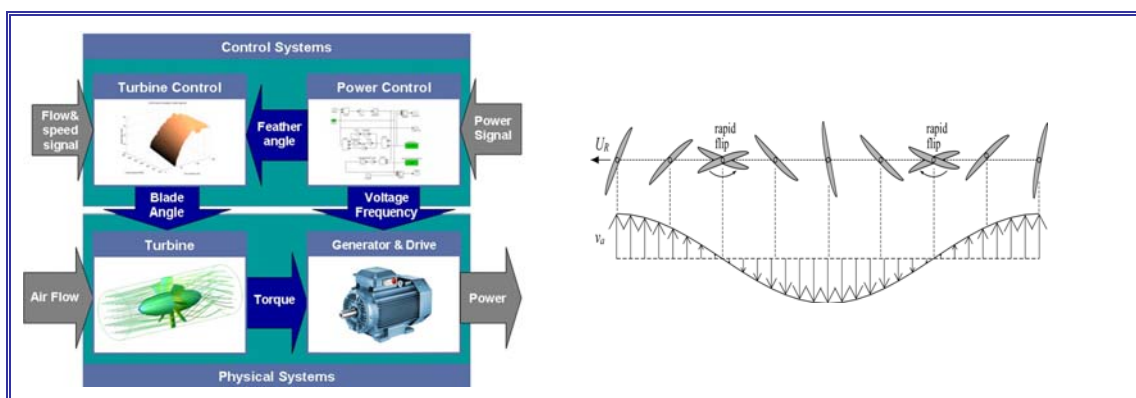 Control Systems
Turbine Control
Power Control
Flow&
speed
signal
Feather
angle
Power
Signal
Blade
Angle
Voltage
Frequency
Turbine
Generator & Drive
Air Flow
Torque
Power
Physical Systems
rapid
flip
rapid
flip
U_R
v_a